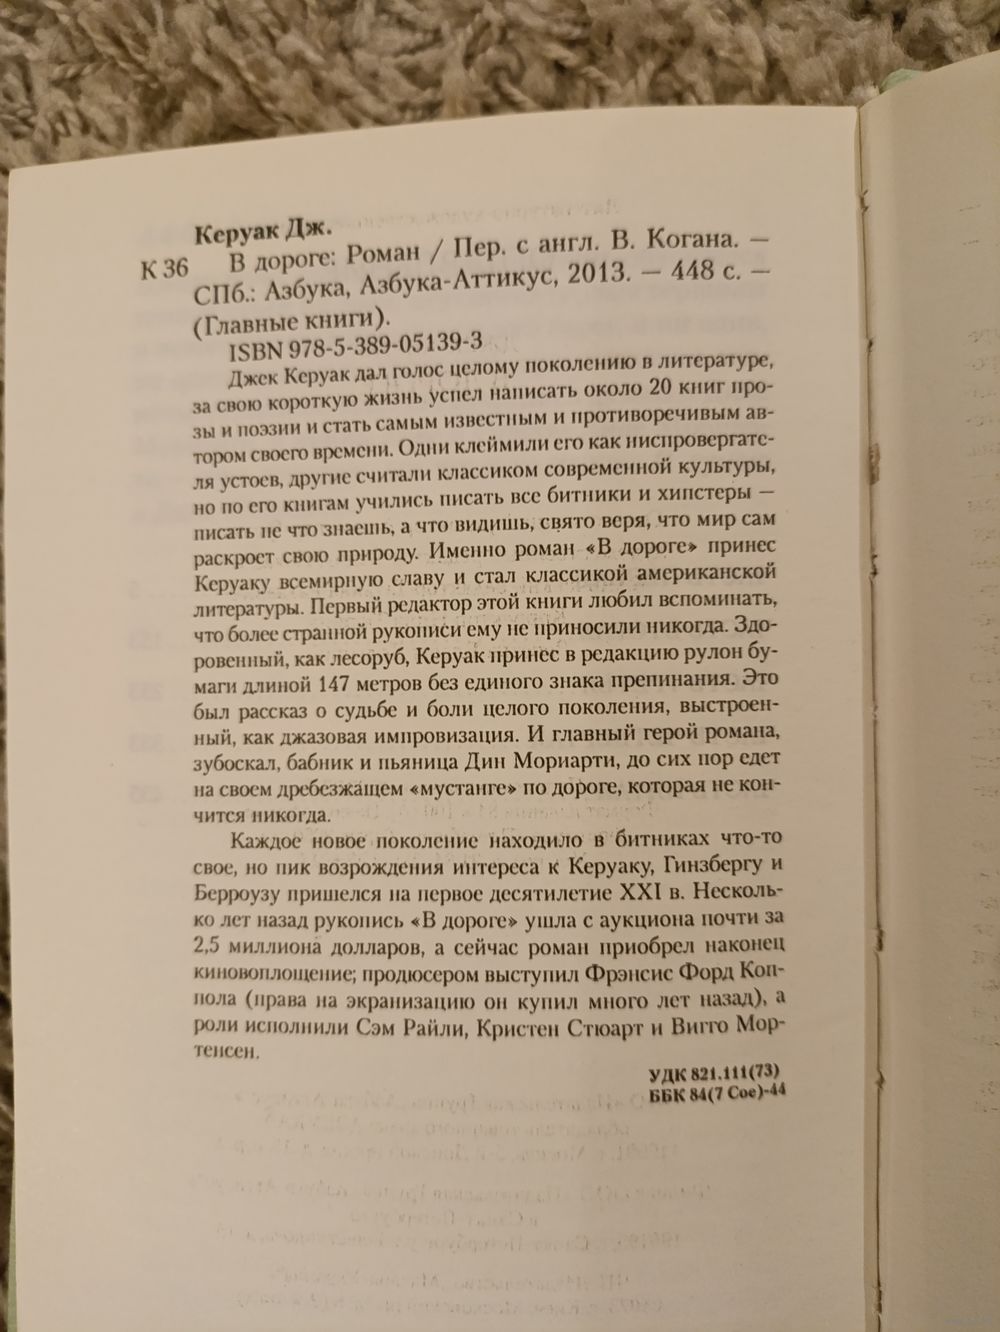 Керуак Дж.
К 36 В дороге: Роман / Пер. с англ. В. Когана. —
СПб.: Азбука, Азбука-Аттикус, 2013. — 448 с. —
(Главные книги).
ISBN 978-5-389-05139-3
Джек Керуак дал голос целому поколению в литературе,
за свою короткую жизнь успел написать около 20 книг про-
зы и поэзии и стать самым известным и противоречивым ав-
тором своего времени. Одни клеймили его как ниспровергате-
ля устоев, другие считали классиком современной культуры,
но по его книгам учились писать все битники и хипстеры —
писать не что знаешь, а что видишь, свято веря, что мир сам
раскроет свою природу. Именно роман «В дороге» принес
Керуаку всемирную славу и стал классикой американской
литературы. Первый редактор этой книги любил вспоминать,
что более странной рукописи ему не приносили никогда. Здо-
ровенный, как лесоруб, Керуак принес в редакцию рулон бу-
маги длиной 147 метров без единого знака препинания. Это
был рассказ о судьбе и боли целого поколения, выстроен-
ный, как джазовая импровизация. И главный герой романа,
зубоскал, бабник и пьяница Дин Мориарти, до сих пор едет
на своем дребезжащем «мустанге» по дороге, которая не кон-
чится никогда.
Каждое новое поколение находило в битниках что-то
свое, но пик возрождения интереса к Керуаку, Гинзбергу и
Берроузу пришелся на первое десятилетие XXI в. Несколь-
ко лет назад рукопись «В дороге» ушла с аукциона почти за
2,5 миллиона долларов, а сейчас роман приобрел наконец
киновоплощение; продюсером выступил Фрэнсис Форд Коп-
пола (права на экранизацию он купил много лет назад), а
роли исполнили Сэм Райли, Кристен Стюарт и Вигго Мор-
тенсен.
УДК 821.111(73)
ББК 84(7 Сое)-44